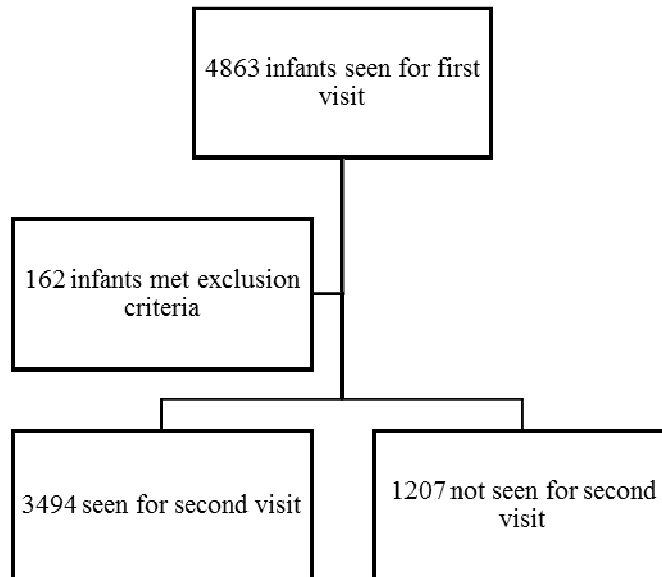 4863 infants seen for first
visit
162 infants met exclusion
criteria
3494 seen for second visit
1207 not seen for second
visit